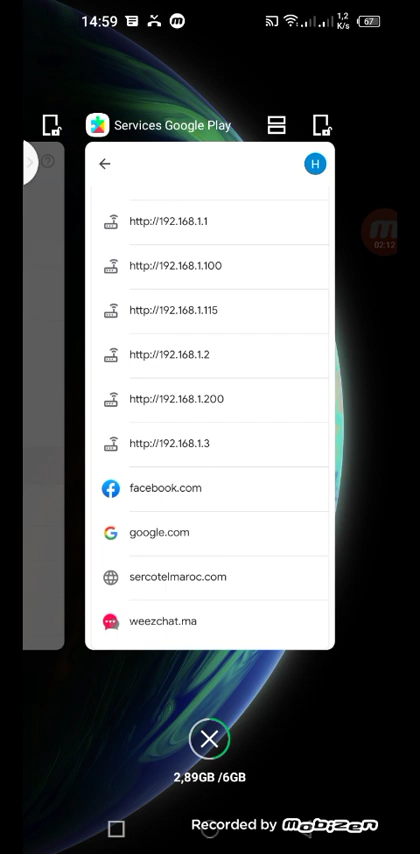 14:59
1,2
K/s
67
Services Google Play
H
http://192.168.1.1
02:12
http://192.168.1.100
http://192.168.1.115
http://192.168.1.2
http://192.168.1.200
http://192.168.1.3
facebook.com
google.com
sercotelmaroc.com
weezchat.ma
2,89GB /6GB
Recorded by MOBIZEN